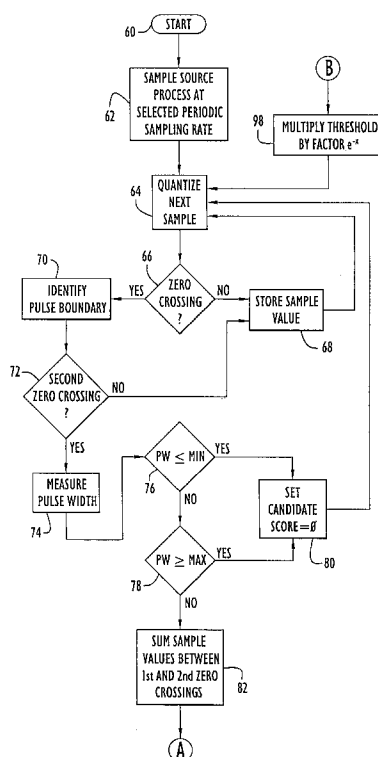 60
START
B
SAMPLE SOURCE
PROCESS AT
SELECTED PERIODIC
SAMPLING RATE
62
98
MULTIPLY THRESHOLD
BY FACTOR e⁻ˣ
64
QUANTIZE
NEXT
SAMPLE
66
ZERO
CROSSING
?
YES
NO
70
IDENTIFY
PULSE BOUNDARY
STORE SAMPLE
VALUE
68
72
SECOND
ZERO CROSSING
?
NO
YES
MEASURE
PULSE WIDTH
74
PW ≤ MIN
YES
76
NO
SET
CANDIDATE
SCORE=∅
80
PW ≥ MAX
YES
78
NO
SUM SAMPLE
VALUES BETWEEN
1st AND 2nd ZERO
CROSSINGS
82
A